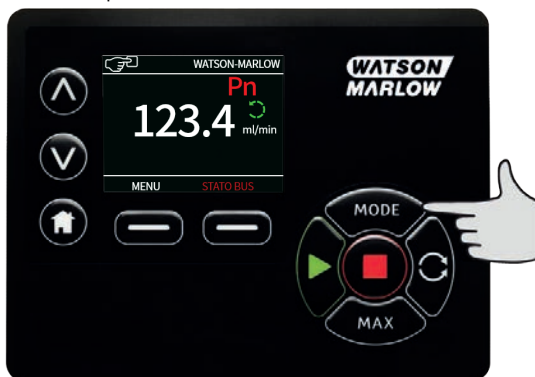 WATSON-MARLOW
Pn
123.4 ml/min
MENU STATO BUS
WATSON
MARLOW
MODE
MAX